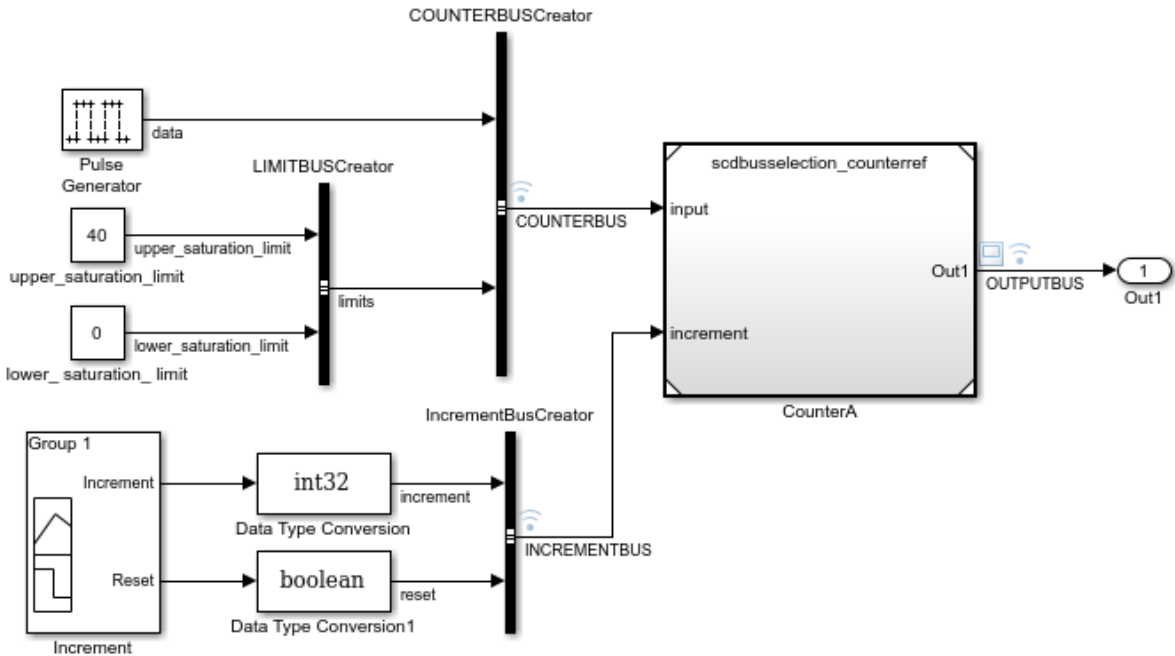 COUNTERBUSCreator
data
Pulse
Generator
LIMITBUSCreator
40
upper_saturation_limit
upper_saturation_limit
limits
0
lower_saturation_limit
lower_ saturation_ limit
COUNTERBUS
scdbusselection_counterref
input
increment
Out1
CounterA
OUTPUTBUS
1
Out1
IncrementBusCreator
Group 1
Increment
Reset
Increment
int32
increment
Data Type Conversion
boolean
reset
Data Type Conversion1
INCREMENTBUS